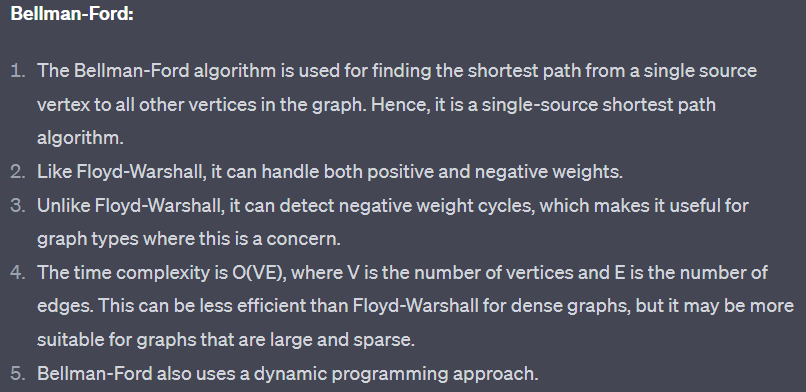 Bellman-Ford:
1. The Bellman-Ford algorithm is used for finding the shortest path from a single source
vertex to all other vertices in the graph. Hence, it is a single-source shortest path
algorithm.
2. Like Floyd-Warshall, it can handle both positive and negative weights.
3. Unlike Floyd-Warshall, it can detect negative weight cycles, which makes it useful for
graph types where this is a concern.
4. The time complexity is O(VE), where V is the number of vertices and E is the number of
edges. This can be less efficient than Floyd-Warshall for dense graphs, but it may be more
suitable for graphs that are large and sparse.
5. Bellman-Ford also uses a dynamic programming approach.